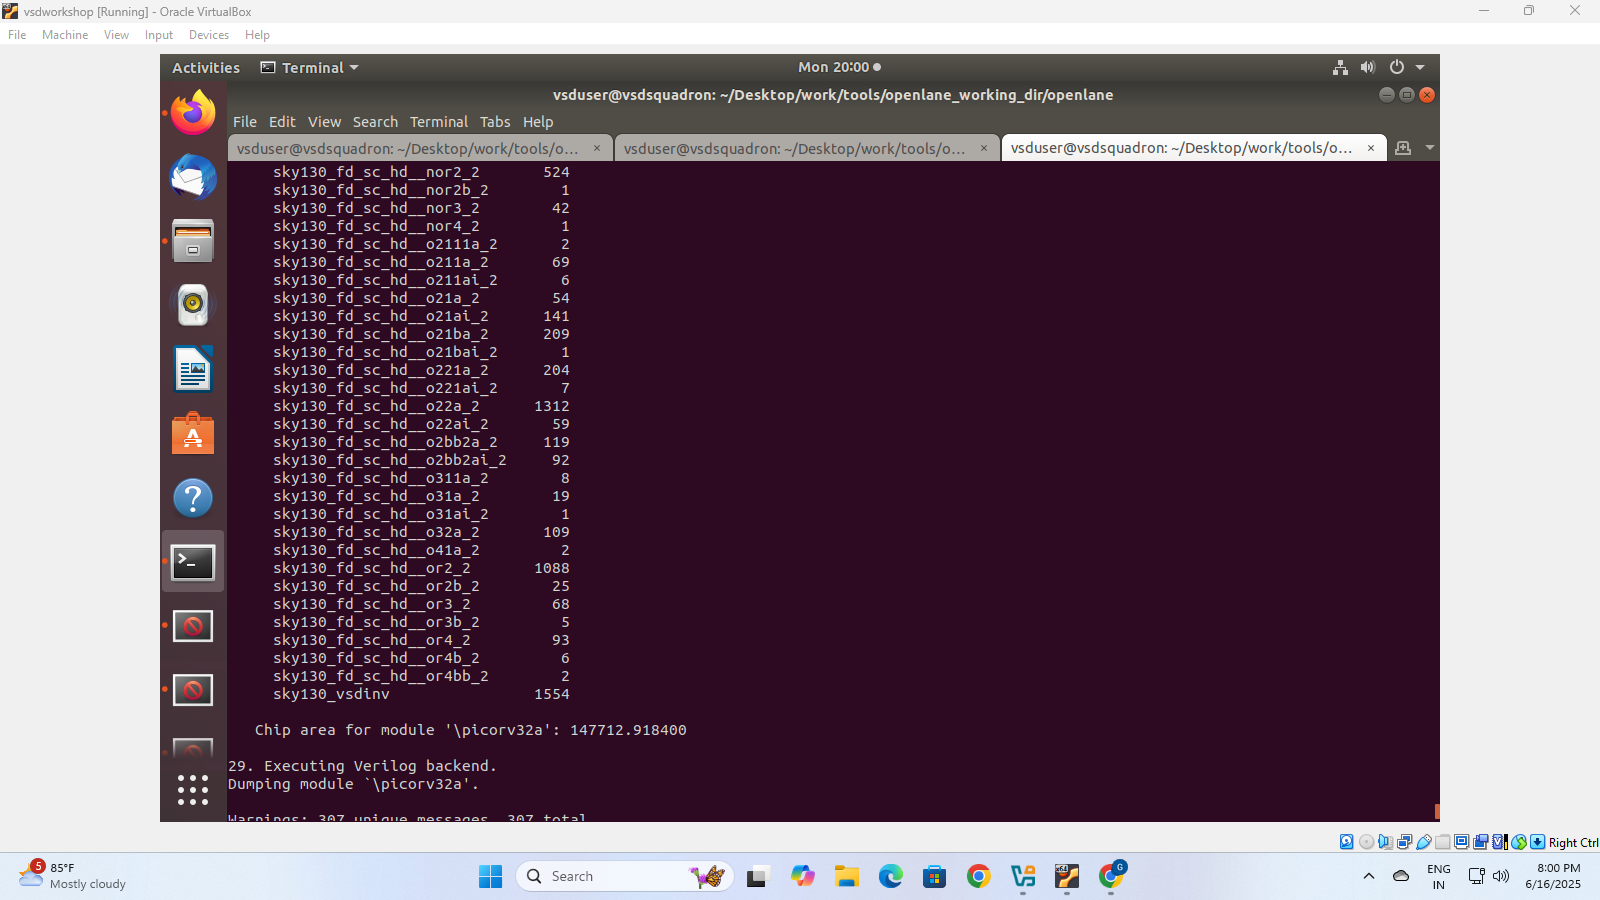 vsdworkshop [Running] - Oracle VirtualBox
File Machine View Input Devices Help
Activities Terminal Mon 20:00
vsduser@vsdsquadron: ~/Desktop/work/tools/openlane_working_dir/openlane
File Edit View Search Terminal Tabs Help
vsduser@vsdsquadron: ~/Desktop/work/tools/o... × vsduser@vsdsquadron: ~/Desktop/work/tools/o... × vsduser@vsdsquadron: ~/Desktop/work/tools/o... ×
sky130_fd_sc_hd__nor2_2 524
sky130_fd_sc_hd__nor2b_2 1
sky130_fd_sc_hd__nor3_2 42
sky130_fd_sc_hd__nor4_2 1
sky130_fd_sc_hd__o2111a_2 2
sky130_fd_sc_hd__o211a_2 69
sky130_fd_sc_hd__o211ai_2 6
sky130_fd_sc_hd__o21a_2 54
sky130_fd_sc_hd__o21ai_2 141
sky130_fd_sc_hd__o21ba_2 209
sky130_fd_sc_hd__o21bai_2 1
sky130_fd_sc_hd__o221a_2 204
sky130_fd_sc_hd__o221ai_2 7
sky130_fd_sc_hd__o22a_2 1312
sky130_fd_sc_hd__o22ai_2 59
sky130_fd_sc_hd__o2bb2a_2 119
sky130_fd_sc_hd__o2bb2ai_2 92
sky130_fd_sc_hd__o311a_2 8
sky130_fd_sc_hd__o31a_2 19
sky130_fd_sc_hd__o31ai_2 1
sky130_fd_sc_hd__o32a_2 109
sky130_fd_sc_hd__o41a_2 2
sky130_fd_sc_hd__or2_2 1088
sky130_fd_sc_hd__or2b_2 25
sky130_fd_sc_hd__or3_2 68
sky130_fd_sc_hd__or3b_2 5
sky130_fd_sc_hd__or4_2 93
sky130_fd_sc_hd__or4b_2 6
sky130_fd_sc_hd__or4bb_2 2
sky130_vsdinv 1554
Chip area for module '\picorv32a': 147712.918400
29. Executing Verilog backend.
Dumping module `\picorv32a'.
Warnings: 307 unique messages, 307 total
Right Ctrl
5
85°F
Mostly cloudy
Search
G
ENG
IN
8:00 PM
6/16/2025